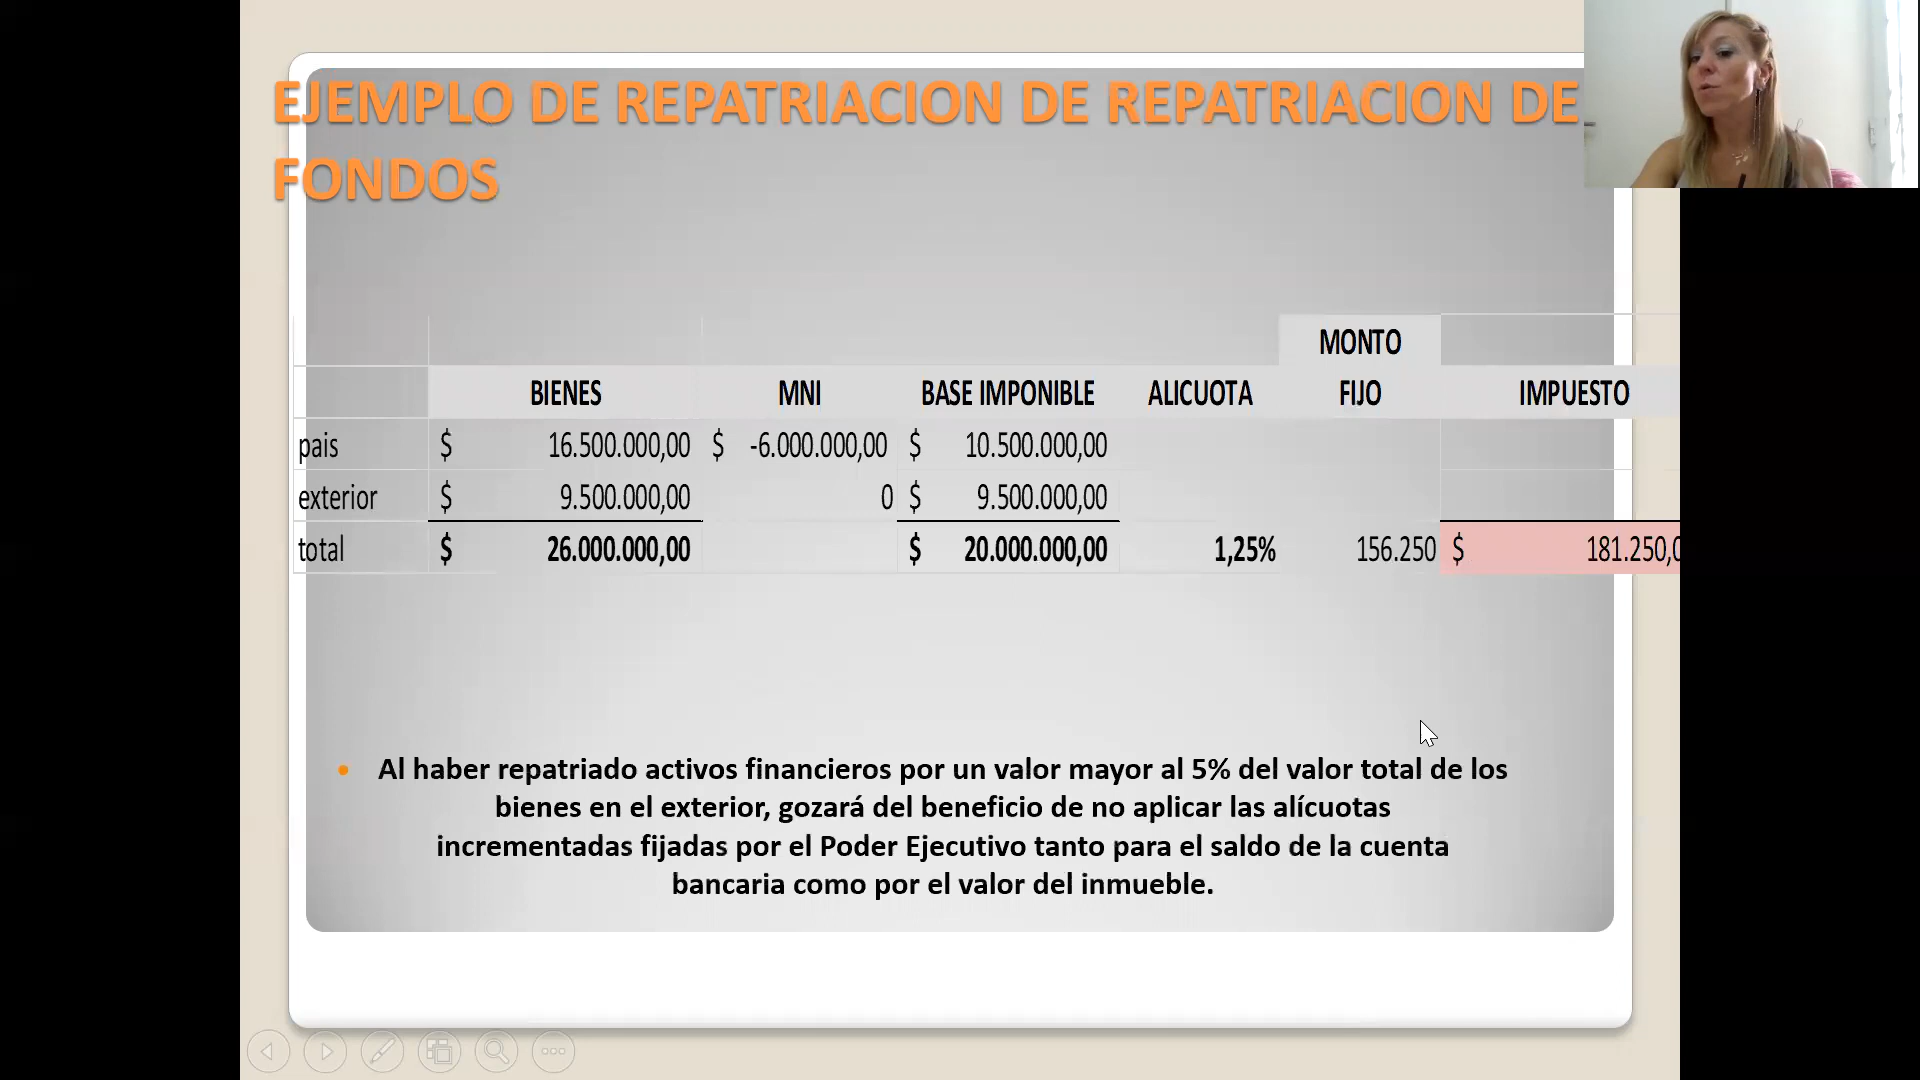 EJEMPLO DE REPATRIACION DE REPATRIACION DE
FONDOS
MONTO
BIENES MNI BASE IMPONIBLE ALICUOTA FIJO IMPUESTO
pais $ 16.500.000,00 $ -6.000.000,00 $ 10.500.000,00
exterior $ 9.500.000,00 0 $ 9.500.000,00
total $ 26.000.000,00 $ 20.000.000,00 1,25% 156.250 $ 181.250,0
• Al haber repatriado activos financieros por un valor mayor al 5% del valor total de los
bienes en el exterior, gozará del beneficio de no aplicar las alícuotas
incrementadas fijadas por el Poder Ejecutivo tanto para el saldo de la cuenta
bancaria como por el valor del inmueble.